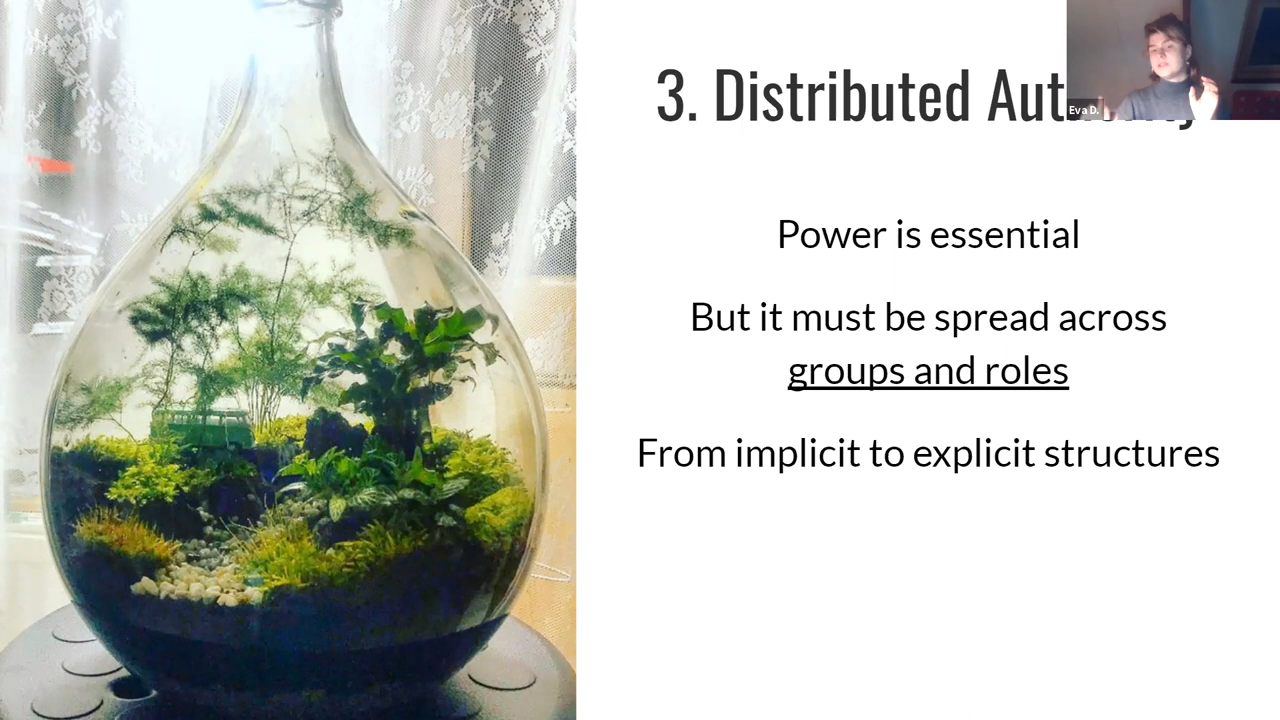 3. Distributed
Eva D.
Power is essential
But it must be spread across
groups and roles
From implicit to explicit structures